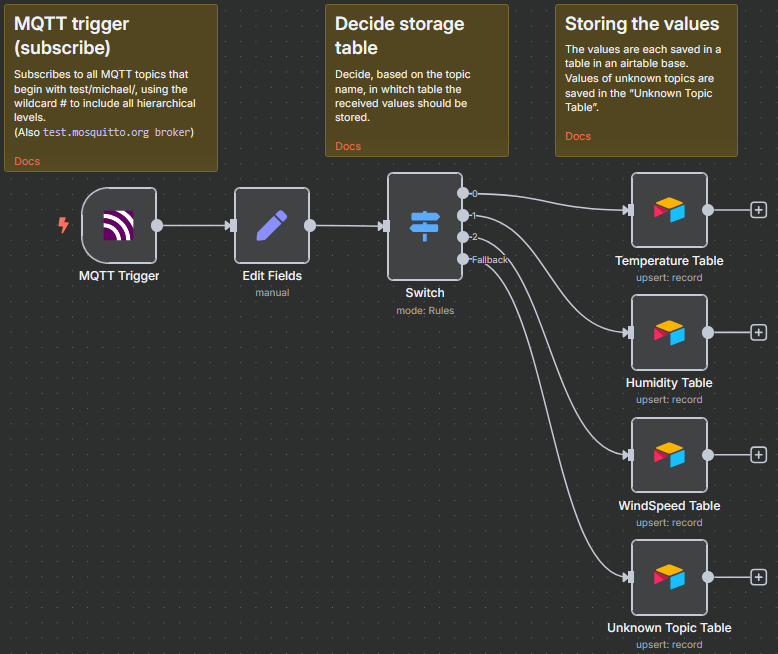 MQTT trigger
(subscribe)
Subscribes to all MQTT topics that
begin with test/michael/, using the
wildcard # to include all hierarchical
levels.
(Also test.mosquitto.org broker)
Docs
Decide storage
table
Decide, based on the topic
name, in whitch table the
received values should be
stored.
Docs
Storing the values
The values are each saved in a
table in an airtable base.
Values of unknown topics are
saved in the “Unknown Topic
Table”.
Docs
MQTT Trigger
Edit Fields
manual
0
1
2
Fallback
Switch
mode: Rules
Temperature Table
upsert: record
Humidity Table
upsert: record
WindSpeed Table
upsert: record
Unknown Topic Table
upsert: record